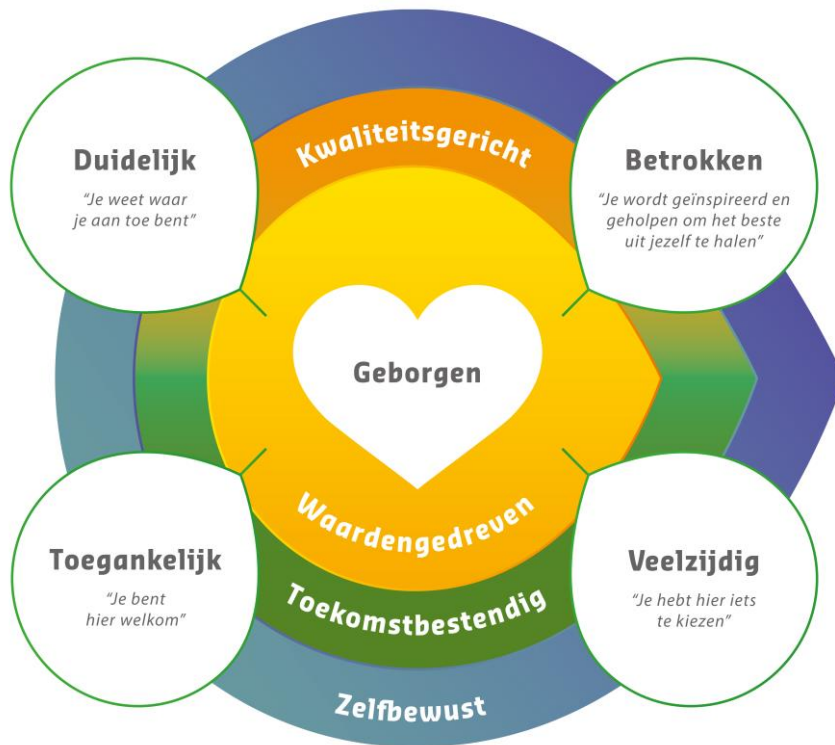 Kwaliteitsgericht
Duidelijk
“Je weet waar
je aan toe bent”
Betrokken
“Je wordt geïnspireerd en
geholpen om het beste
uit jezelf te halen”
Geborgen
Waardengedreven
Toegankelijk
“Je bent
hier welkom”
Veelzijdig
“Je hebt hier iets
te kiezen”
Toekomstbestendig
Zelfbewust